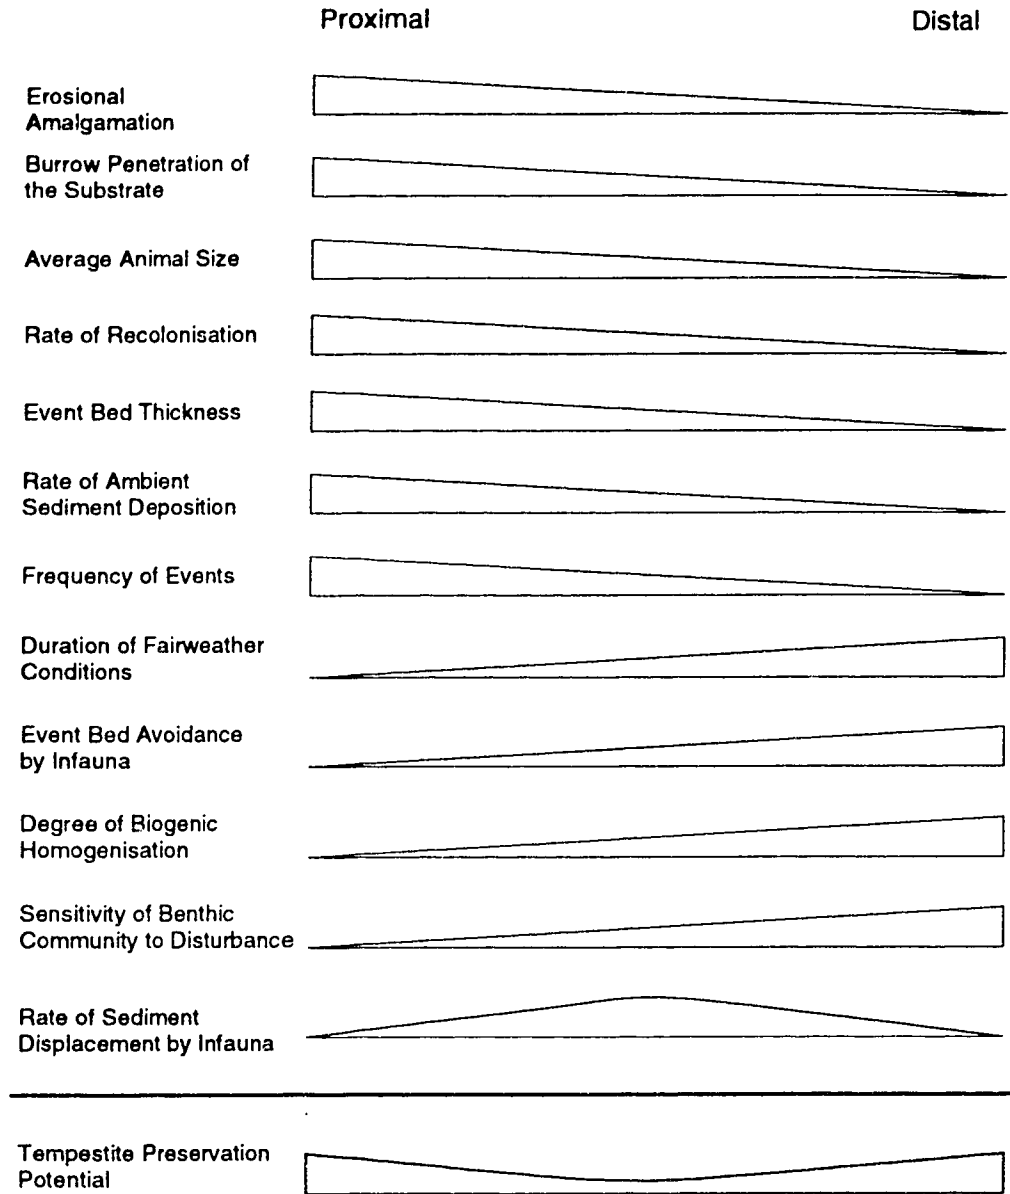 Proximal Distal
Erosional
Amalgamation
Burrow Penetration of
the Substrate
Average Animal Size
Rate of Recolonisation
Event Bed Thickness
Rate of Ambient
Sediment Deposition
Frequency of Events
Duration of Fairweather
Conditions
Event Bed Avoidance
by Infauna
Degree of Biogenic
Homogenisation
Sensitivity of Benthic
Community to Disturbance
Rate of Sediment
Displacement by Infauna
Tempestite Preservation
Potential